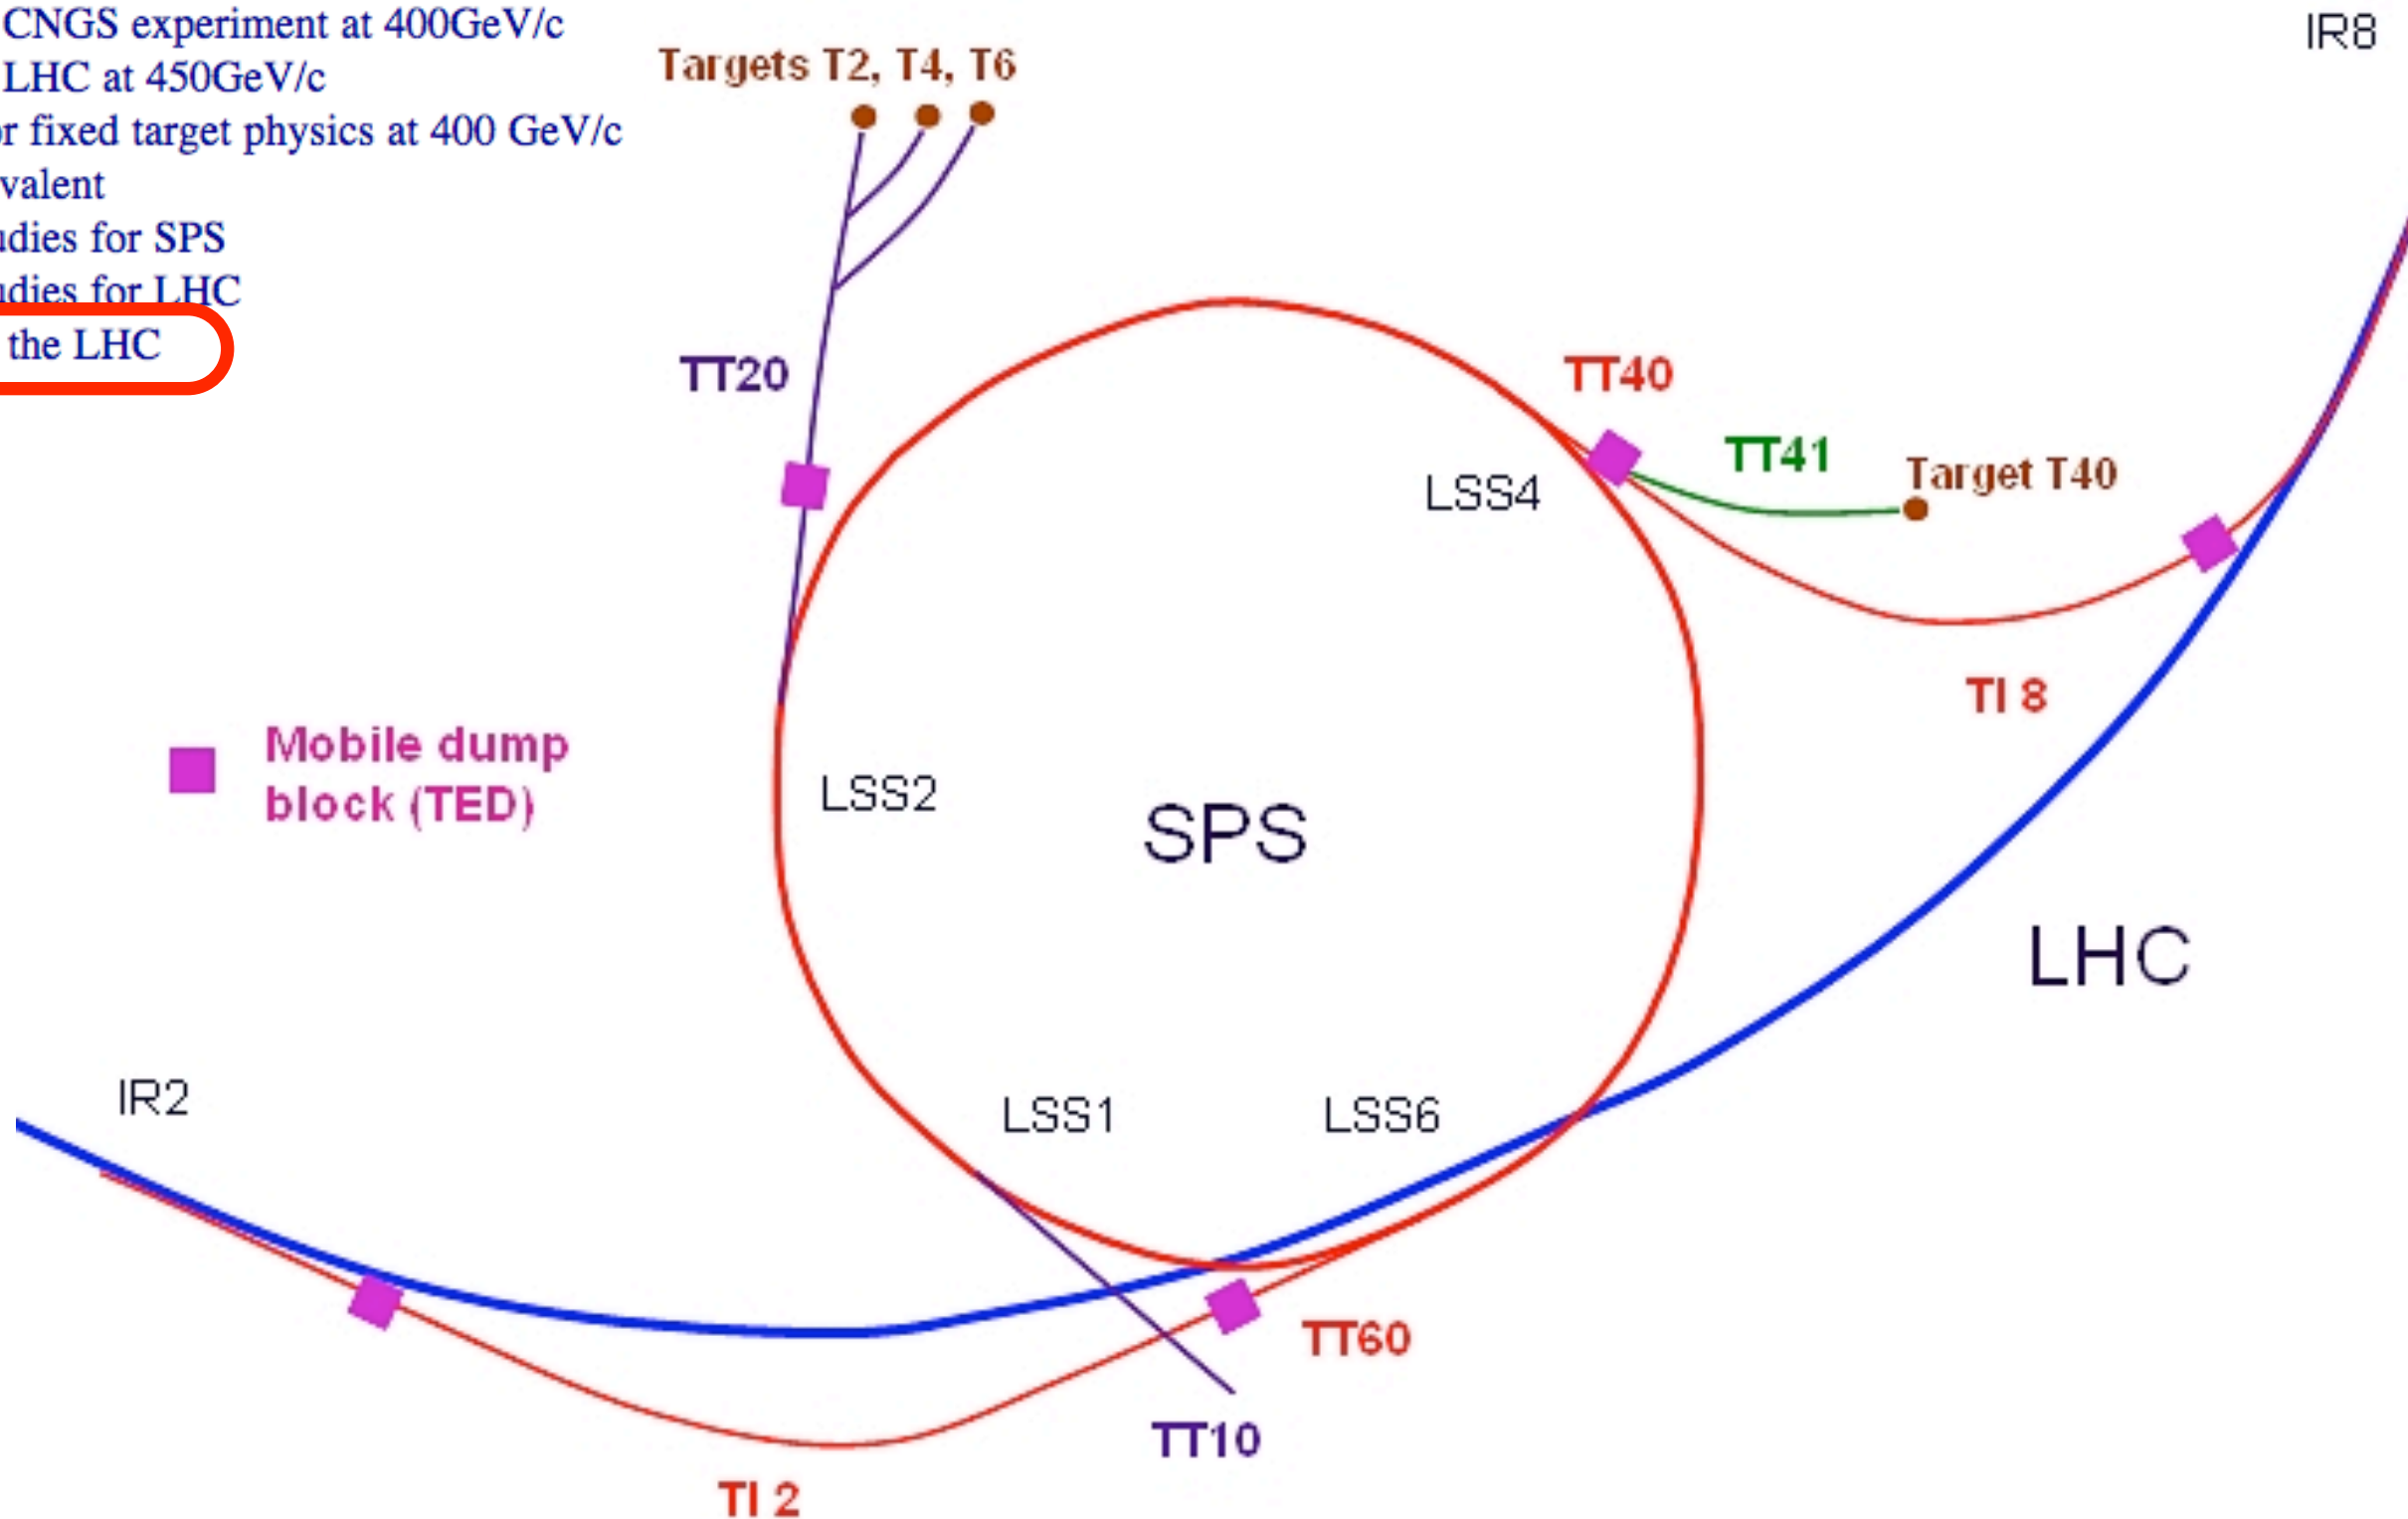 CNGS experiment at 400GeV/c
LHC at 450GeV/c
r fixed target physics at 400 GeV/c
valent
udies for SPS
udies for LHC
the LHC
IR8
Targets T2, T4, T6
TT20
TT40
TT41
Target T40
LSS4
TI 8
Mobile dump
block (TED)
LSS2
SPS
LHC
IR2
LSS1
LSS6
TT60
TT10
TI 2